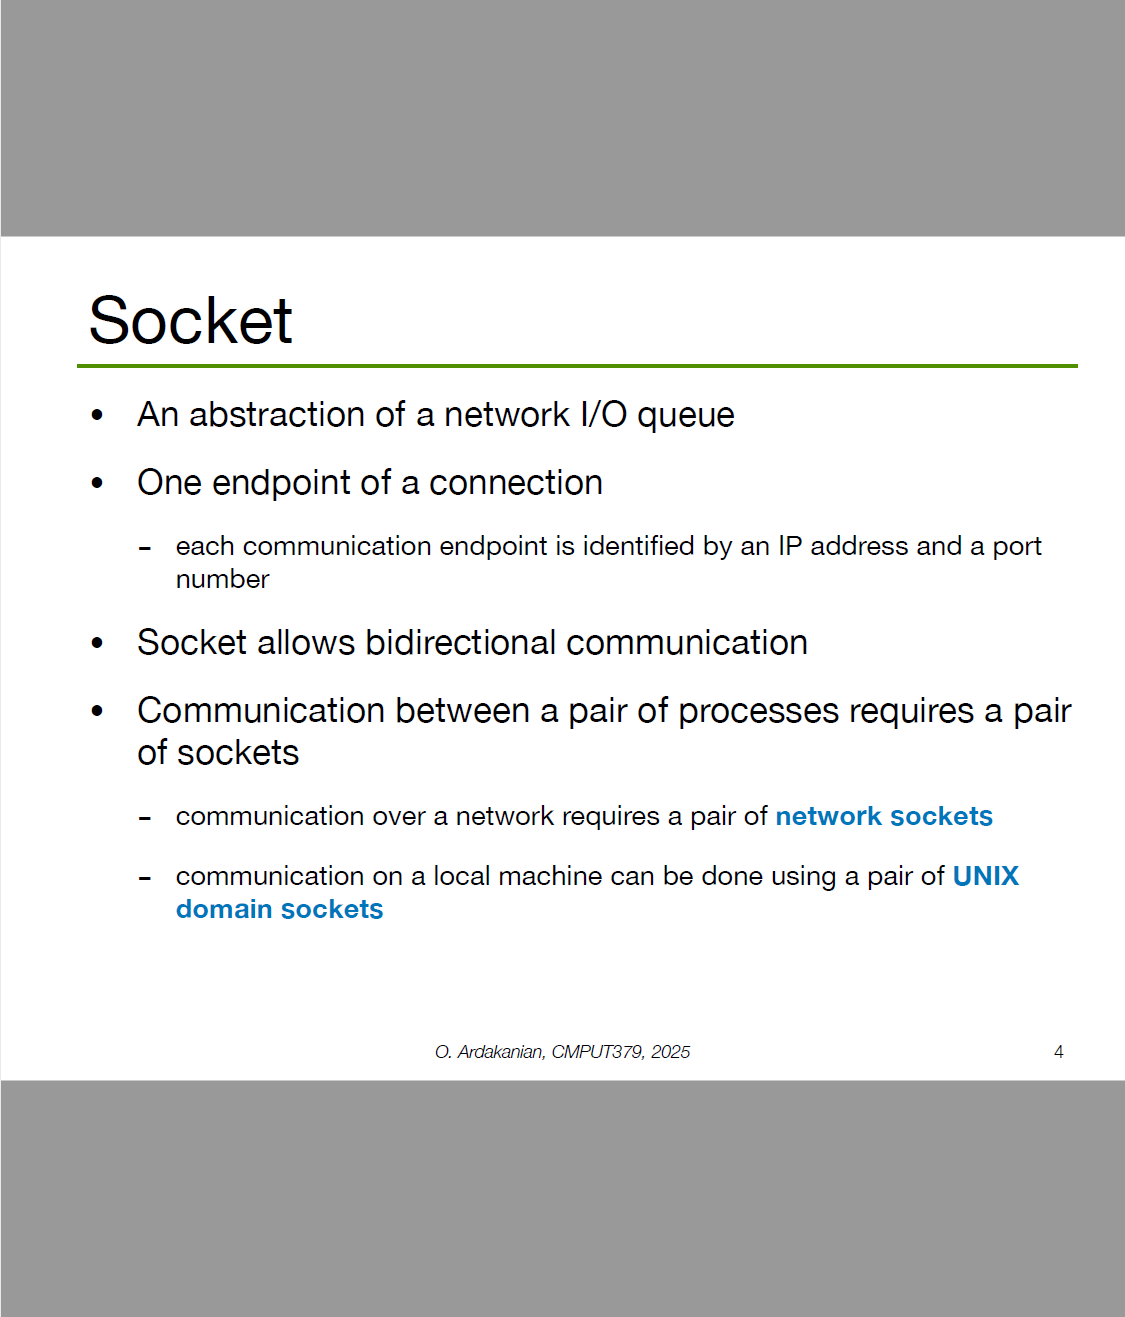 Socket
• An abstraction of a network I/O queue
• One endpoint of a connection
– each communication endpoint is identified by an IP address and a port
number
• Socket allows bidirectional communication
• Communication between a pair of processes requires a pair
of sockets
– communication over a network requires a pair of network sockets
– communication on a local machine can be done using a pair of UNIX
domain sockets
O. Ardakanian, CMPUT379, 2025
4